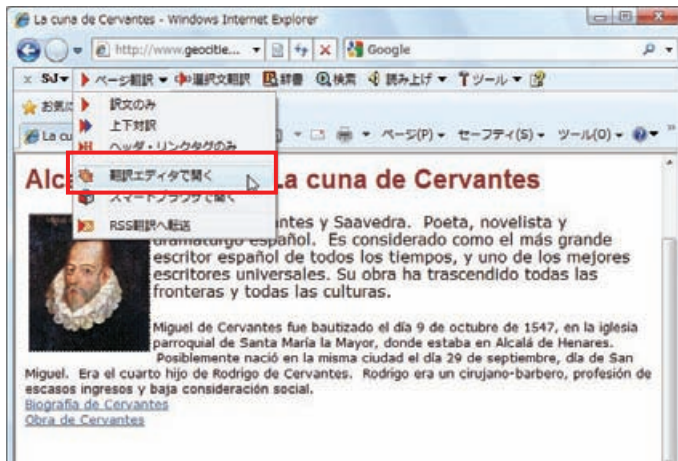 La cuna de Cervantes - Windows Internet Explorer
http://www.geocitie...
Google
x StJ ページ翻訳 選択文翻訳 辞書 検索 読み上げ ツール
お気に
訳文のみ
上下対訳
La cu
ヘッダ・リンクタグのみ
ページ(P) セーフティ(S) ツール(O)
翻訳エディタで開く
スマートブラウザで開く
RSS翻訳へ転送
La cuna de Cervantes
antes y Saavedra. Poeta, novelista y
dramaturgo español. Es considerado como el más grande
escritor español de todos los tiempos, y uno de los mejores
escritores universales. Su obra ha trascendido todas las
fronteras y todas las culturas.
Miguel de Cervantes fue bautizado el día 9 de octubre de 1547, en la iglesia
parroquial de Santa María la Mayor, donde estaba en Alcalá de Henares.
Posiblemente nació en la misma ciudad el día 29 de septiembre, día de San
Miguel. Era el cuarto hijo de Rodrigo de Cervantes. Rodrigo era un cirujano-barbero, profesión de
escasos ingresos y baja consideración social.
Biografía de Cervantes
Obra de Cervantes